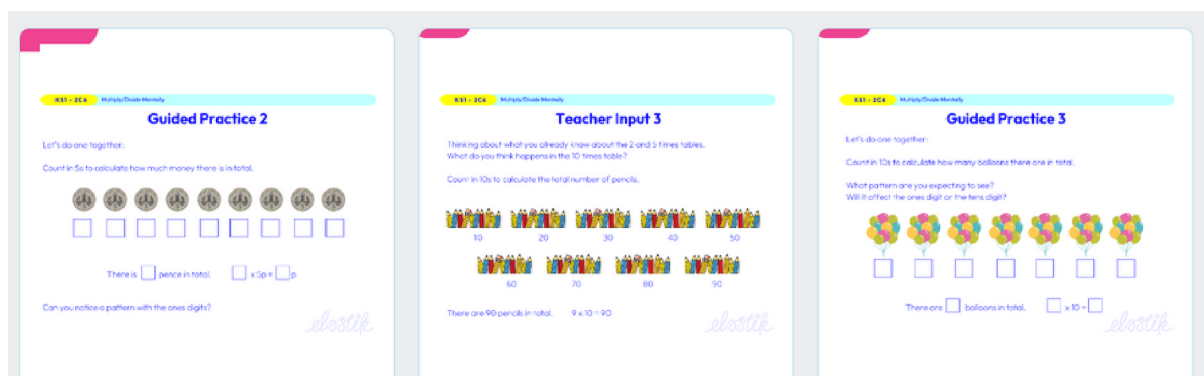 KS1 - 2C6 Multiply/Divide Mentally
Guided Practice 2
Let's do one together:
Count in 5s to calculate how much money there is in total.
There is pence in total. x 5p = p
Can you notice a pattern with the ones digits?
elastik
KS1 - 2C6 Multiply/Divide Mentally
Teacher Input 3
Thinking about what you already know about the 2 and 5 times tables.
What do you think happens in the 10 times table?
Count in 10s to calculate the total number of pencils.
10 20 30 40 50
60 70 80 90
There are 90 pencils in total. 9 x 10 = 90
elastik
KS1 - 2C6 Multiply/Divide Mentally
Guided Practice 3
Let's do one together:
Count in 10s to calculate how many balloons there are in total.
What pattern are you expecting to see?
Will it affect the ones digit or the tens digit?
There are balloons in total. x 10 =
elastik